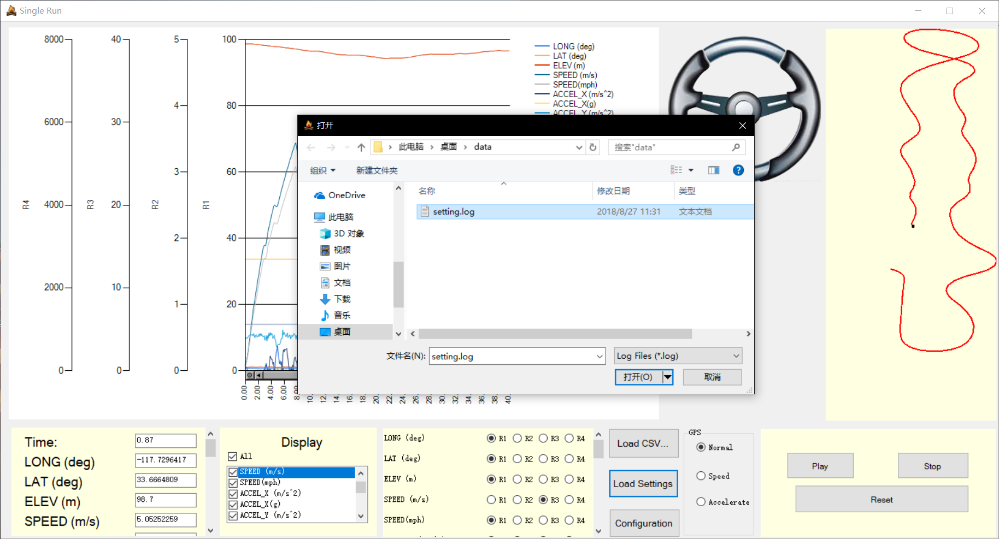 Single Run
8000 40 5 100
80
6000 30 4
60
3
R4 4000 R3 20 R2 R1
40
2
2000 10
20
1
0 0 0 0
0.00 2.00 4.00 6.00 10. 12. 14. 16. 18. 20. 22. 24. 26. 28. 30. 32. 34. 36. 38. 40.
LONG (deg)
LAT (deg)
ELEV (m)
SPEED (m/s)
SPEED(mph)
ACCEL_X (m/s^2)
ACCEL_X(g)
ACCEL_Y (m/s^2)
打开
此电脑 桌面 data
搜索"data"
组织 新建文件夹
名称 修改日期 类型
setting.log 2018/8/27 11:31 文本文档
OneDrive
此电脑
3D 对象
视频
图片
文档
下载
音乐
桌面
文件名(N): setting.log Log Files (*.log)
打开(O) 取消
Time: 0.87
LONG (deg) -117.7296417
LAT (deg) 33.6664809
ELEV (m) 98.7
SPEED (m/s) 5.05252259
Display
All
SPEED (m/s)
SPEED(mph)
ACCEL_X (m/s^2)
ACCEL_X(g)
ACCEL_Y (m/s^2)
LONG (deg) R1 R2 R3 R4
LAT (deg) R1 R2 R3 R4
ELEV (m) R1 R2 R3 R4
SPEED (m/s) R1 R2 R3 R4
SPEED(mph) R1 R2 R3 R4
Load CSV...
Load Settings
Configuration
GPS
Normal
Speed
Accelerate
Play Stop
Reset